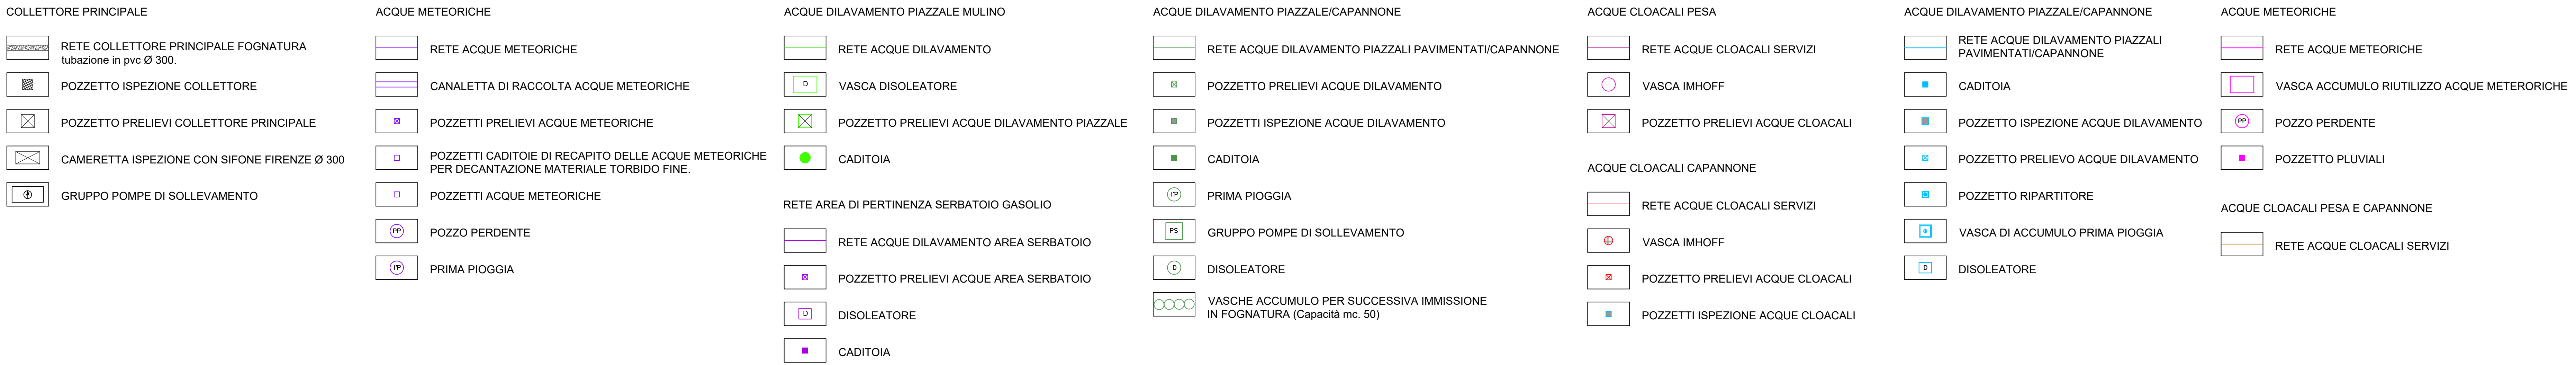 COLLETTORE PRINCIPALE
RETE COLLETTORE PRINCIPALE FOGNATURA
tubazione in pvc Ø 300.
POZZETTO ISPEZIONE COLLETTORE
POZZETTO PRELIEVI COLLETTORE PRINCIPALE
CAMERETTA ISPEZIONE CON SIFONE FIRENZE Ø 300
GRUPPO POMPE DI SOLLEVAMENTO
ACQUE METEORICHE
RETE ACQUE METEORICHE
CANALETTA DI RACCOLTA ACQUE METEORICHE
POZZETTI PRELIEVI ACQUE METEORICHE
POZZETTI CADITOIE DI RECAPITO DELLE ACQUE METEORICHE
PER DECANTAZIONE MATERIALE TORBIDO FINE.
POZZETTI ACQUE METEORICHE
PP
POZZO PERDENTE
I°P
PRIMA PIOGGIA
ACQUE DILAVAMENTO PIAZZALE MULINO
RETE ACQUE DILAVAMENTO
D
VASCA DISOLEATORE
POZZETTO PRELIEVI ACQUE DILAVAMENTO PIAZZALE
CADITOIA
RETE AREA DI PERTINENZA SERBATOIO GASOLIO
RETE ACQUE DILAVAMENTO AREA SERBATOIO
POZZETTO PRELIEVI ACQUE AREA SERBATOIO
D
DISOLEATORE
CADITOIA
ACQUE DILAVAMENTO PIAZZALE/CAPANNONE
RETE ACQUE DILAVAMENTO PIAZZALI PAVIMENTATI/CAPANNONE
POZZETTO PRELIEVI ACQUE DILAVAMENTO
POZZETTI ISPEZIONE ACQUE DILAVAMENTO
CADITOIA
I°P
PRIMA PIOGGIA
PS
GRUPPO POMPE DI SOLLEVAMENTO
D
DISOLEATORE
VASCHE ACCUMULO PER SUCCESSIVA IMMISSIONE
IN FOGNATURA (Capacità mc. 50)
ACQUE CLOACALI PESA
RETE ACQUE CLOACALI SERVIZI
VASCA IMHOFF
POZZETTO PRELIEVI ACQUE CLOACALI
ACQUE CLOACALI CAPANNONE
RETE ACQUE CLOACALI SERVIZI
VASCA IMHOFF
POZZETTO PRELIEVI ACQUE CLOACALI
POZZETTI ISPEZIONE ACQUE CLOACALI
ACQUE DILAVAMENTO PIAZZALE/CAPANNONE
RETE ACQUE DILAVAMENTO PIAZZALI
PAVIMENTATI/CAPANNONE
CADITOIA
POZZETTO ISPEZIONE ACQUE DILAVAMENTO
POZZETTO PRELIEVO ACQUE DILAVAMENTO
POZZETTO RIPARTITORE
VASCA DI ACCUMULO PRIMA PIOGGIA
D
DISOLEATORE
ACQUE METEORICHE
RETE ACQUE METEORICHE
VASCA ACCUMULO RIUTILIZZO ACQUE METERORICHE
PP
POZZO PERDENTE
POZZETTO PLUVIALI
ACQUE CLOACALI PESA E CAPANNONE
RETE ACQUE CLOACALI SERVIZI